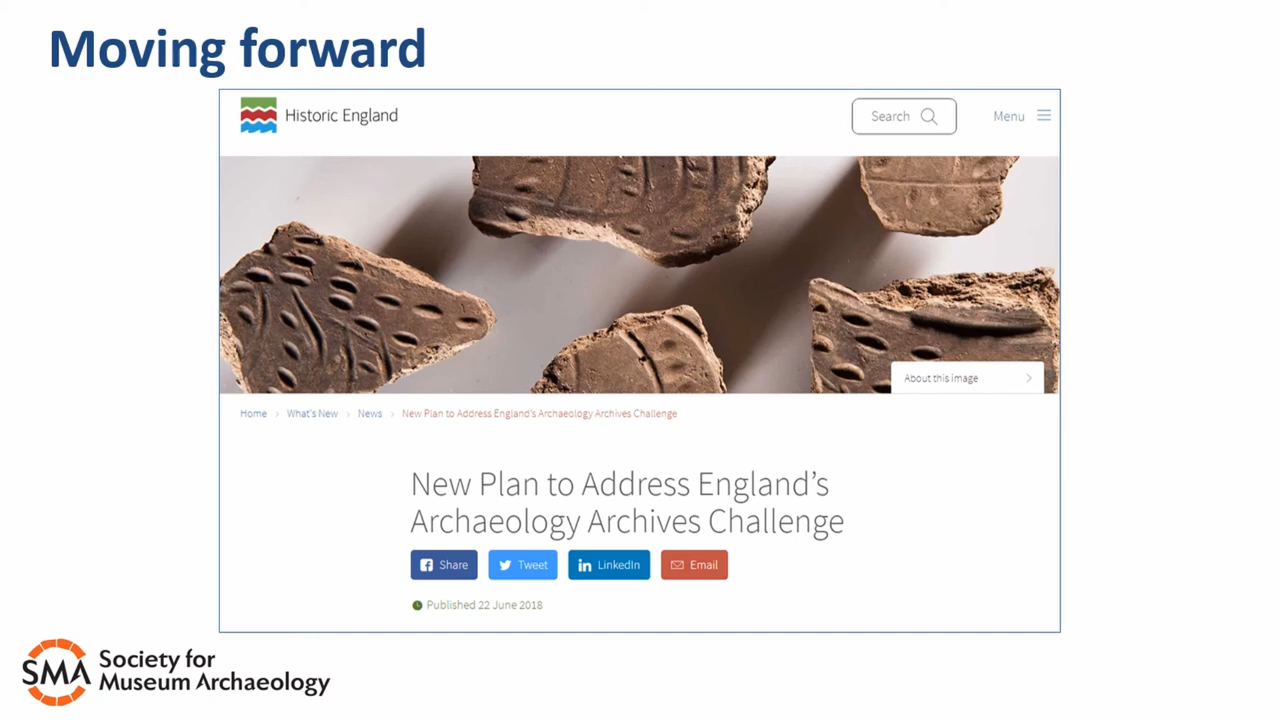 Moving forward
Historic England
Search
Menu
About this image
Home > What's New > News > New Plan to Address England's Archaeology Archives Challenge
New Plan to Address England's
Archaeology Archives Challenge
Share
Tweet
LinkedIn
Email
Published 22 June 2018
SMA
Society for
Museum Archaeology